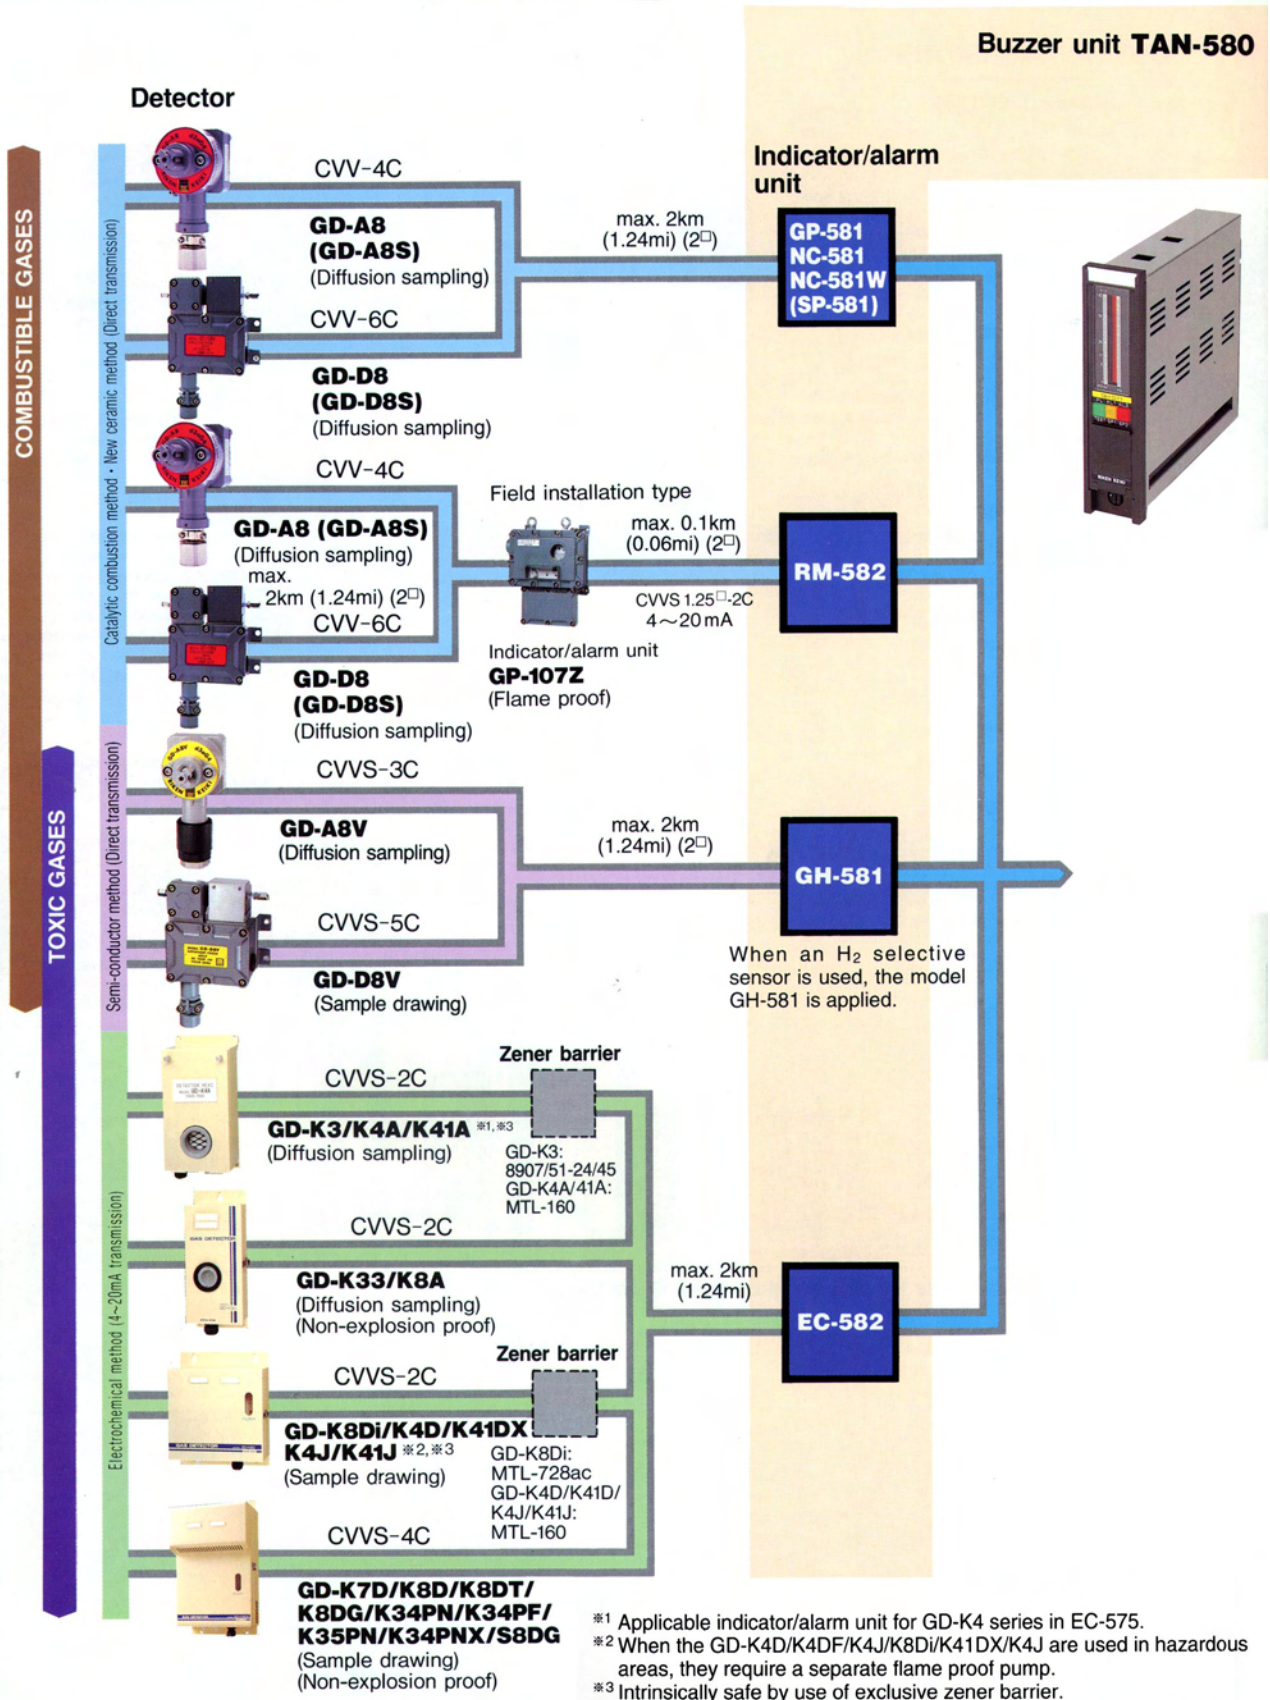 Buzzer unit TAN-580
Detector
Indicator/alarm
unit
COMBUSTIBLE GASES
TOXIC GASES
Catalytic combustion method・New ceramic method (Direct transmission)
CVV-4C
GD-A8
(GD-A8S)
(Diffusion sampling)
CVV-6C
GD-D8
(GD-D8S)
(Diffusion sampling)
max. 2km
(1.24mi) (2□)
GP-581
NC-581
NC-581W
(SP-581)
CVV-4C
GD-A8 (GD-A8S)
(Diffusion sampling)
max.
2km (1.24mi) (2□)
CVV-6C
GD-D8
(GD-D8S)
(Diffusion sampling)
Field installation type
Indicator/alarm unit
GP-107Z
(Flame proof)
max. 0.1km
(0.06mi) (2□)
CVVS 1.25□-2C
4〜20mA
RM-582
Semi-conductor method (Direct transmission)
CVVS-3C
GD-A8V
(Diffusion sampling)
CVVS-5C
GD-D8V
(Sample drawing)
max. 2km
(1.24mi) (2□)
GH-581
When an H2 selective
sensor is used, the model
GH-581 is applied.
Electrochemical method (4~20mA transmission)
CVVS-2C
GD-K3/K4A/K41A ※1,※3
(Diffusion sampling)
Zener barrier
GD-K3:
8907/51-24/45
GD-K4A/41A:
MTL-160
CVVS-2C
GAS DETECTOR
GD-K33/K8A
(Diffusion sampling)
(Non-explosion proof)
max. 2km
(1.24mi)
EC-582
Zener barrier
CVVS-2C
GD-K8Di/K4D/K41DX
K4J/K41J ※2,※3
(Sample drawing)
GD-K8Di:
MTL-728ac
GD-K4D/K41D/
K4J/K41J:
MTL-160
CVVS-4C
GD-K7D/K8D/K8DT/
K8DG/K34PN/K34PF/
K35PN/K34PNX/S8DG
(Sample drawing)
(Non-explosion proof)
※1 Applicable indicator/alarm unit for GD-K4 series in EC-575.
※2 When the GD-K4D/K4DF/K4J/K8Di/K41DX/K4J are used in hazardous
areas, they require a separate flame proof pump.
※3 Intrinsically safe by use of exclusive zener barrier.